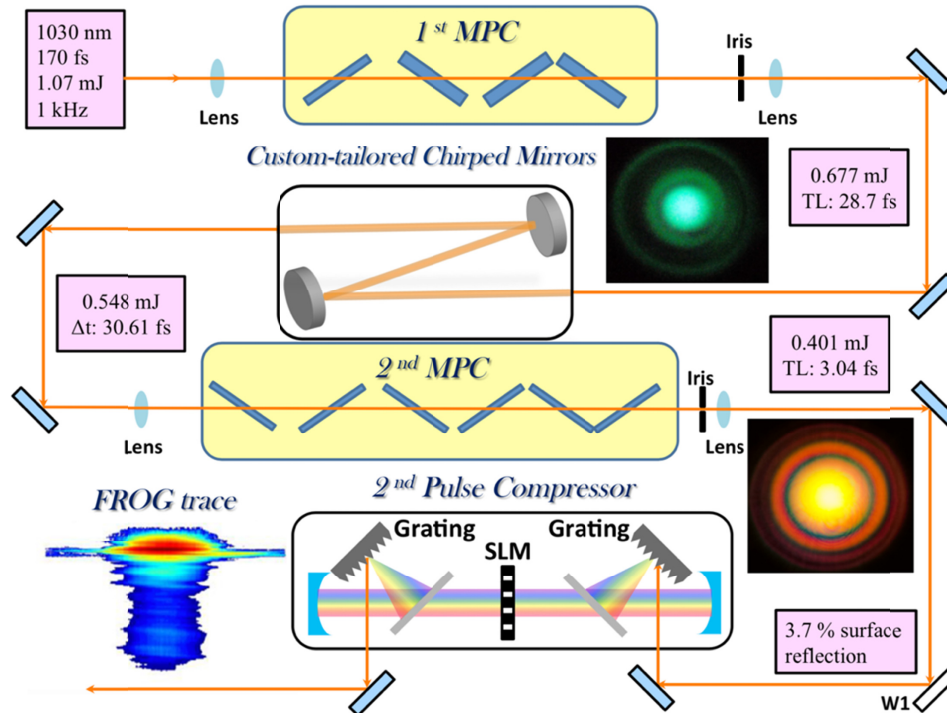 1030 nm
170 fs
1.07 mJ
1 kHz
1st MPC
Iris
Lens
Lens
Custom-tailored Chirped Mirrors
0.677 mJ
TL: 28.7 fs
0.548 mJ
Δt: 30.61 fs
2nd MPC
Iris
0.401 mJ
TL: 3.04 fs
Lens
Lens
FROG trace
2nd Pulse Compressor
Grating
Grating
SLM
3.7 % surface
reflection
W1